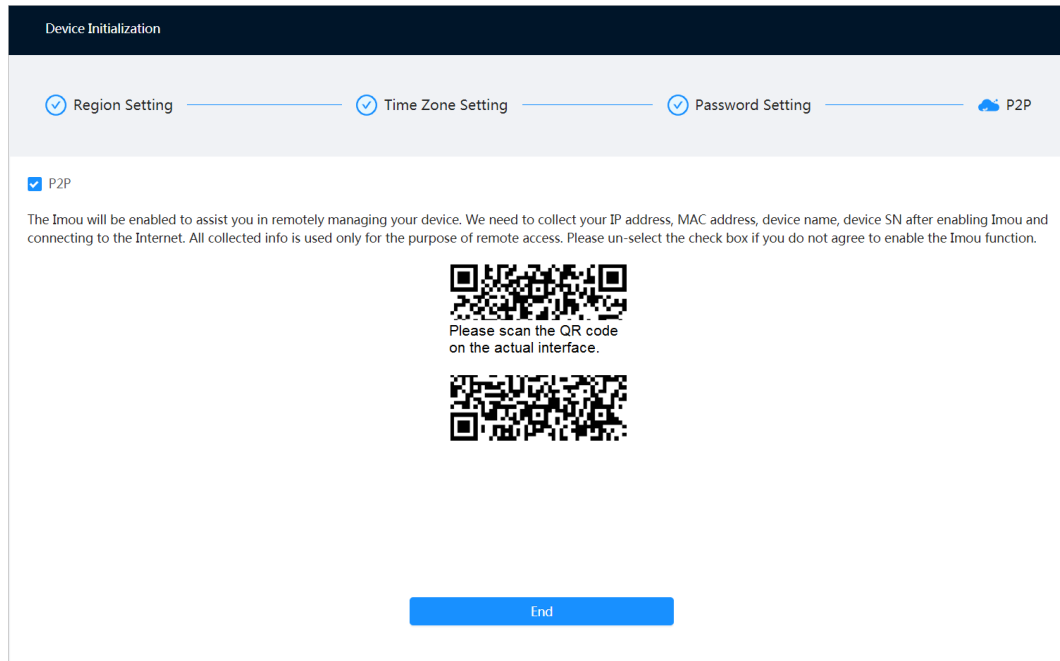 Device Initialization
Region Setting
Time Zone Setting
Password Setting
P2P
P2P
The Imou will be enabled to assist you in remotely managing your device. We need to collect your IP address, MAC address, device name, device SN after enabling Imou and
connecting to the Internet. All collected info is used only for the purpose of remote access. Please un-select the check box if you do not agree to enable the Imou function.
Please scan the QR code
on the actual interface.
End